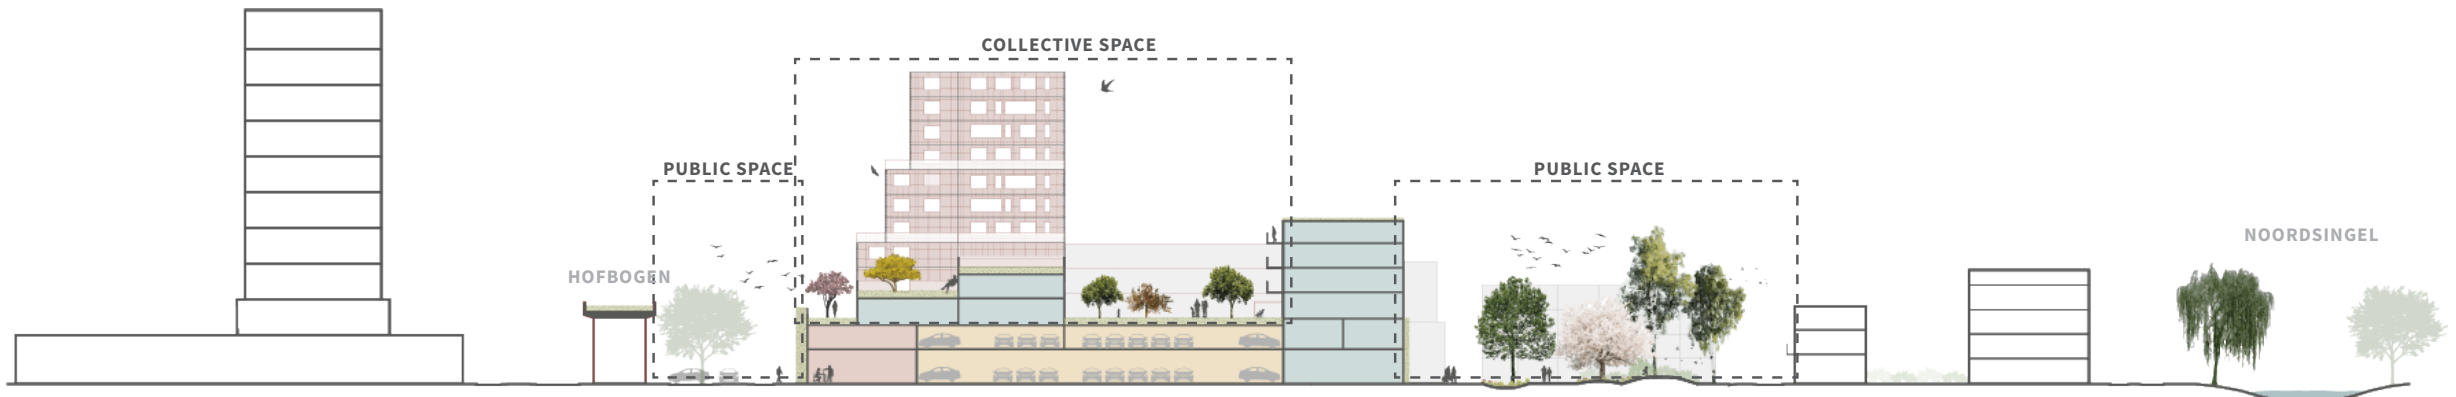 COLLECTIVE SPACE
PUBLIC SPACE
PUBLIC SPACE
HOFBOGEN
NOORDSINGEL